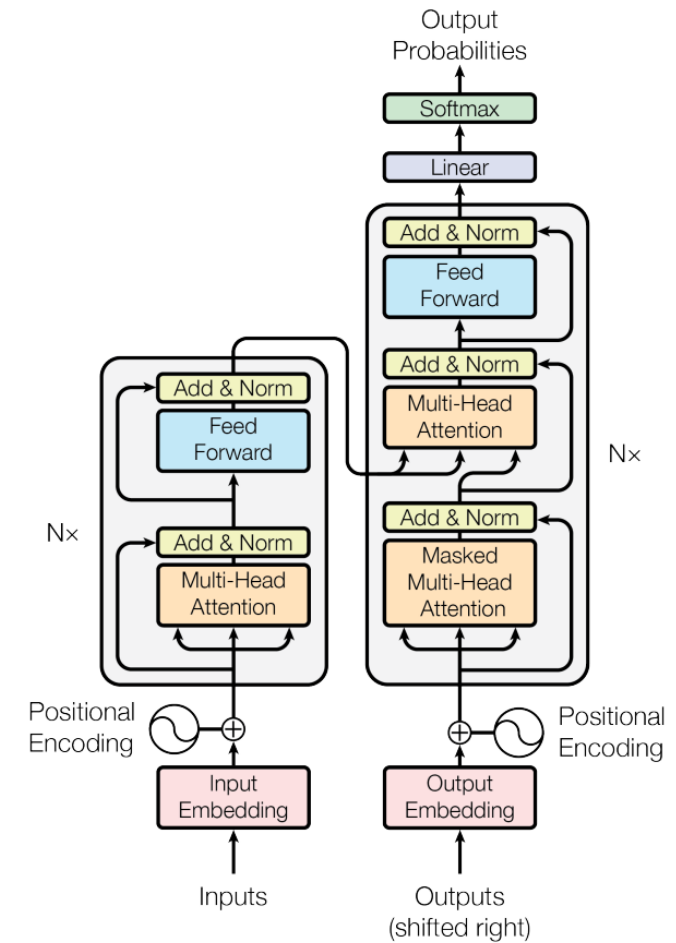 Output
Probabilities
Softmax
Linear
Add & Norm
Feed
Forward
Add & Norm
Multi-Head
Attention
Nx
Add & Norm
Masked
Multi-Head
Attention
Add & Norm
Feed
Forward
Nx
Add & Norm
Multi-Head
Attention
Positional
Encoding
Positional
Encoding
Input
Embedding
Output
Embedding
Inputs
Outputs
(shifted right)